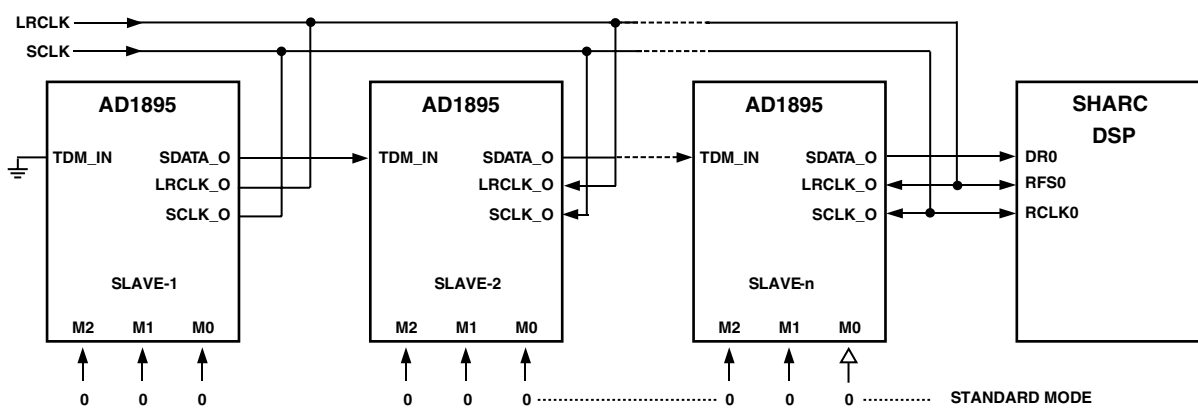 LRCLK
SCLK
AD1895 AD1895 AD1895 SHARC
DSP
TDM_IN SDATA_O TDM_IN SDATA_O TDM_IN SDATA_O DR0
LRCLK_O LRCLK_O LRCLK_O RFS0
SCLK_O SCLK_O SCLK_O RCLK0
SLAVE-1 SLAVE-2 SLAVE-n
M2 M1 M0 M2 M1 M0 M2 M1 M0
0 0 0 0 0 0 0 0 0 STANDARD MODE